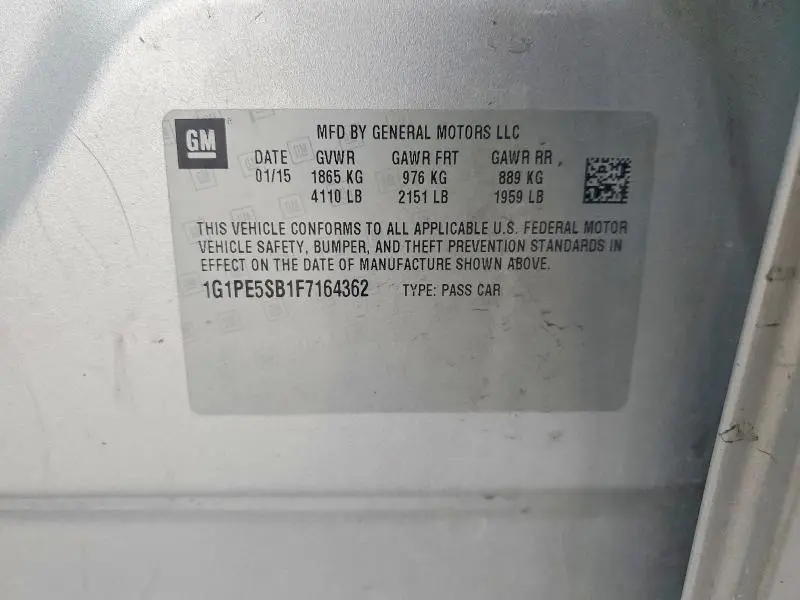 GM
MFD BY GENERAL MOTORS LLC
DATE GVWR GAWR FRT GAWR RR
01/15 1865 KG 976 KG 889 KG
4110 LB 2151 LB 1959 LB
THIS VEHICLE CONFORMS TO ALL APPLICABLE U.S. FEDERAL MOTOR
VEHICLE SAFETY, BUMPER, AND THEFT PREVENTION STANDARDS IN
EFFECT ON THE DATE OF MANUFACTURE SHOWN ABOVE.
1G1PE5SB1F7164362 TYPE: PASS CAR